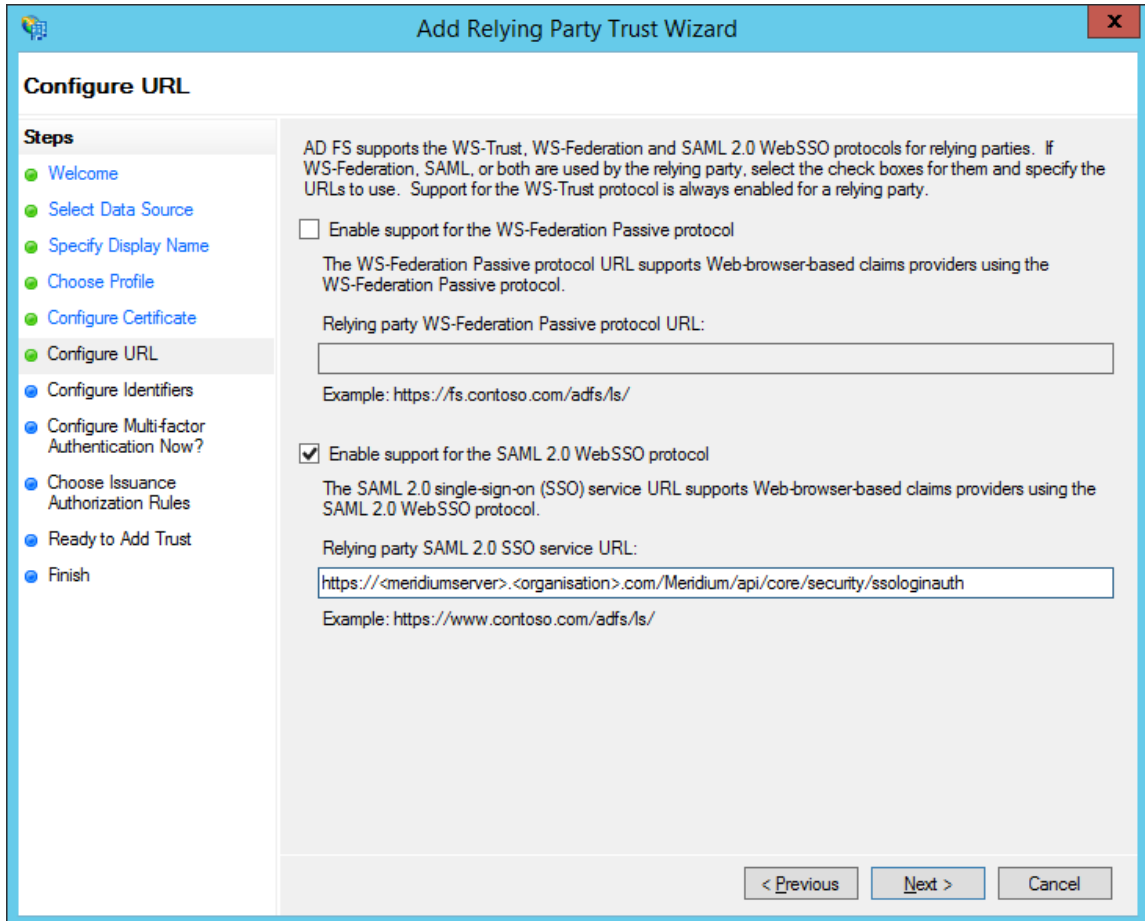 Add Relying Party Trust Wizard
x
Configure URL
Steps
Welcome
Select Data Source
Specify Display Name
Choose Profile
Configure Certificate
Configure URL
Configure Identifiers
Configure Multi-factor
Authentication Now?
Choose Issuance
Authorization Rules
Ready to Add Trust
Finish
AD FS supports the WS-Trust, WS-Federation and SAML 2.0 WebSSO protocols for relying parties.  If
WS-Federation, SAML, or both are used by the relying party, select the check boxes for them and specify the
URLs to use.  Support for the WS-Trust protocol is always enabled for a relying party.
Enable support for the WS-Federation Passive protocol
The WS-Federation Passive protocol URL supports Web-browser-based claims providers using the
WS-Federation Passive protocol.
Relying party WS-Federation Passive protocol URL:
Example: https://fs.contoso.com/adfs/ls/
Enable support for the SAML 2.0 WebSSO protocol
The SAML 2.0 single-sign-on (SSO) service URL supports Web-browser-based claims providers using the
SAML 2.0 WebSSO protocol.
Relying party SAML 2.0 SSO service URL:
https://<meridiumserver>.<organisation>.com/Meridium/api/core/security/ssologinauth
Example: https://www.contoso.com/adfs/ls/
< Previous
Next >
Cancel